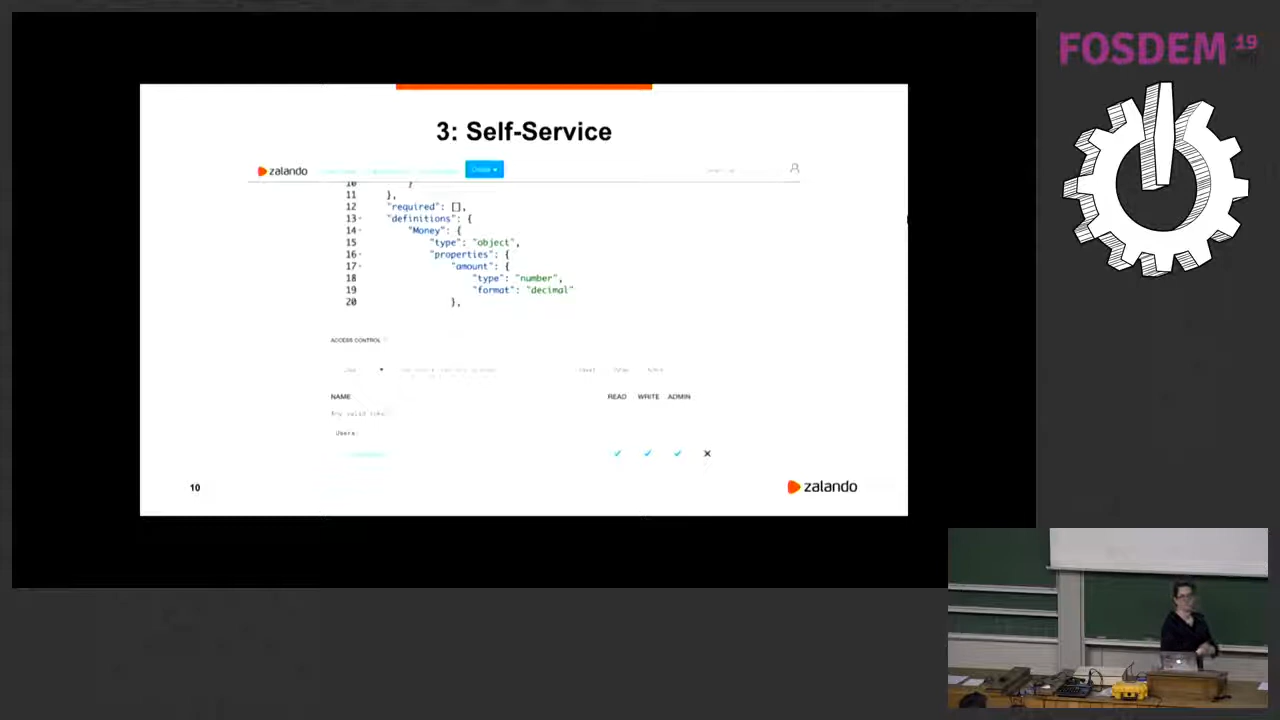 FOSDEM 19
3: Self-Service
zalando
10 }
11 },
12 "required": [],
13 "definitions": {
14 "Money": {
15 "type": "object",
16 "properties": {
17 "amount": {
18 "type": "number",
19 "format": "decimal"
20 },
ACCESS CONTROL
NAME READ WRITE ADMIN
Users:
✓ ✓ ✓ ✕
10
zalando